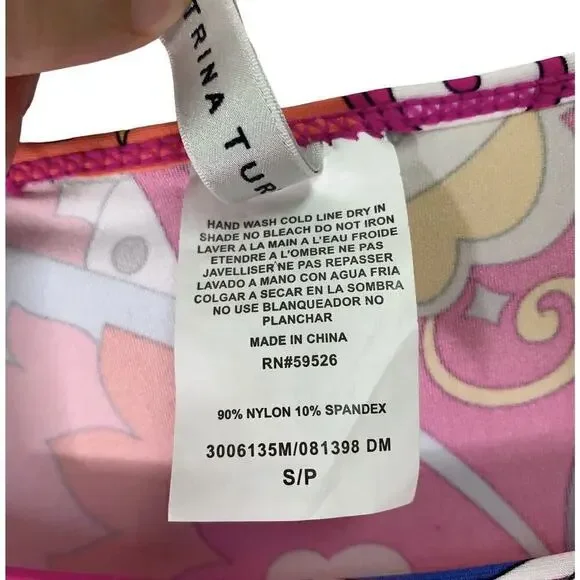 TRINA TUR
HAND WASH COLD LINE DRY IN
SHADE NO BLEACH DO NOT IRON
LAVER A LA MAIN A L'EAU FROIDE
ETENDRE A L'OMBRE NE PAS
JAVELLISER NE PAS REPASSER
LAVADO A MANO CON AGUA FRIA
COLGAR A SECAR EN LA SOMBRA
NO USE BLANQUEADOR NO
PLANCHAR
MADE IN CHINA
RN#59526
90% NYLON 10% SPANDEX
3006135M/081398 DM
S/P